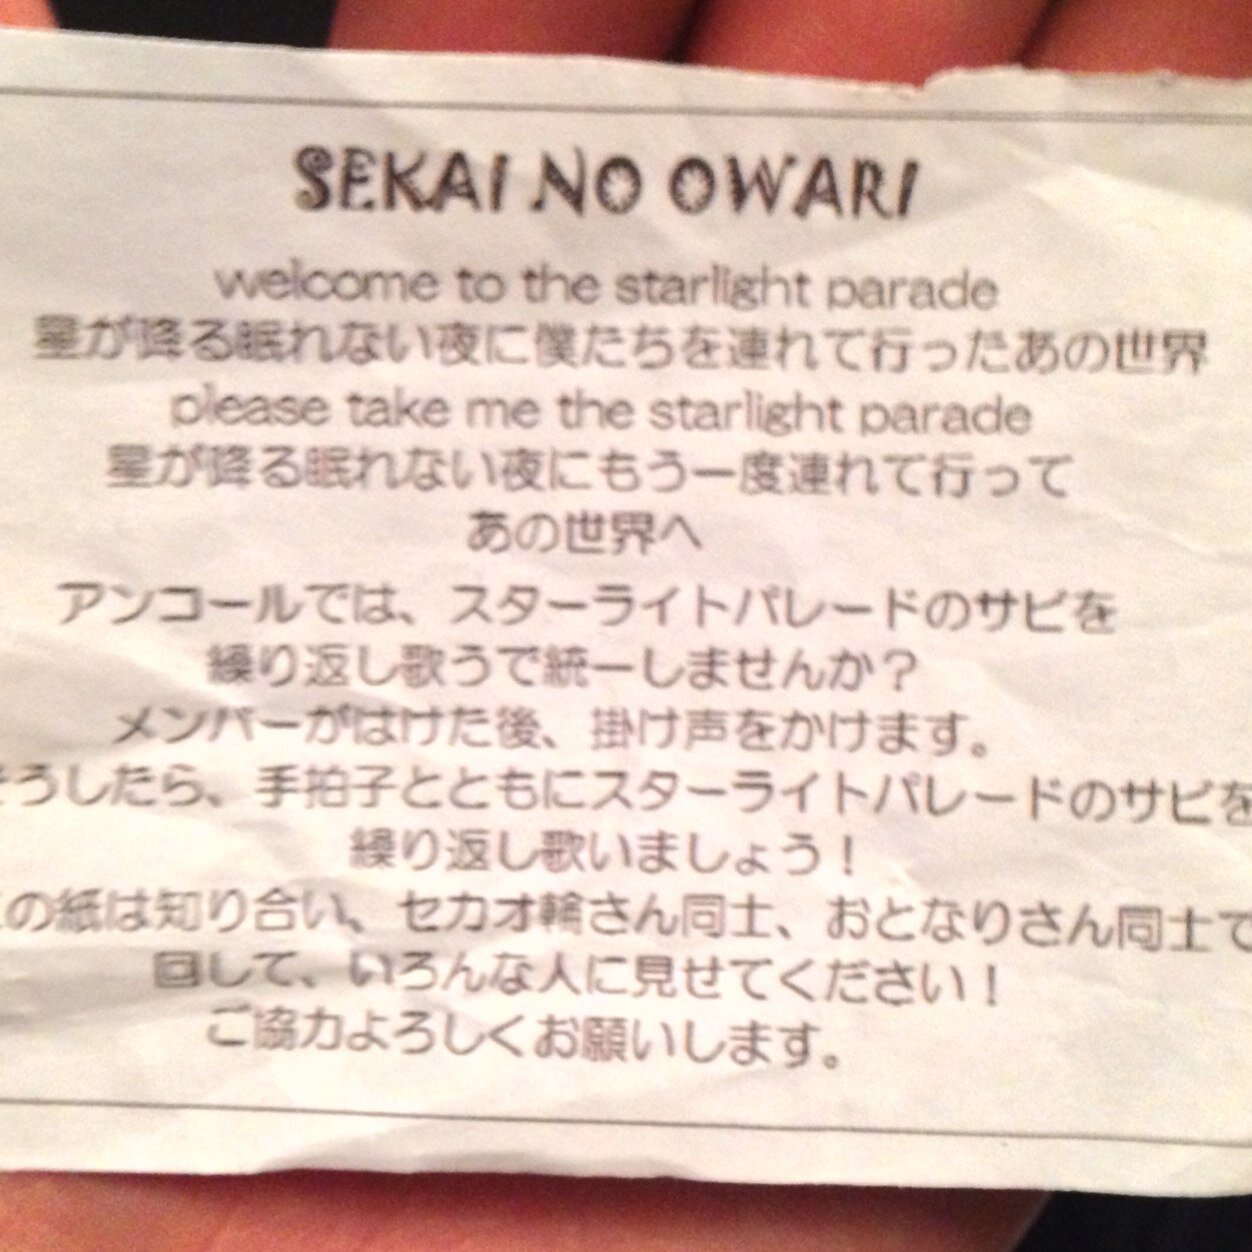 SEKAI NO OWARI
welcome to the starlight parade
星が降る眠れない夜に僕たちを連れて行ったあの世界
please take me the starlight parade
星が降る眠れない夜にもう一度連れて行って
あの世界へ
アンコールでは、スターライトパレードのサビを
繰り返し歌うで統一しませんか？
メンバーがはけた後、掛け声をかけます。
そうしたら、手拍子とともにスターライトパレードのサビを
繰り返し歌いましょう！
この紙は知り合い、セカオ輪さん同士、おとなりさん同士で
回して、いろんな人に見せてください！
ご協力よろしくお願いします。